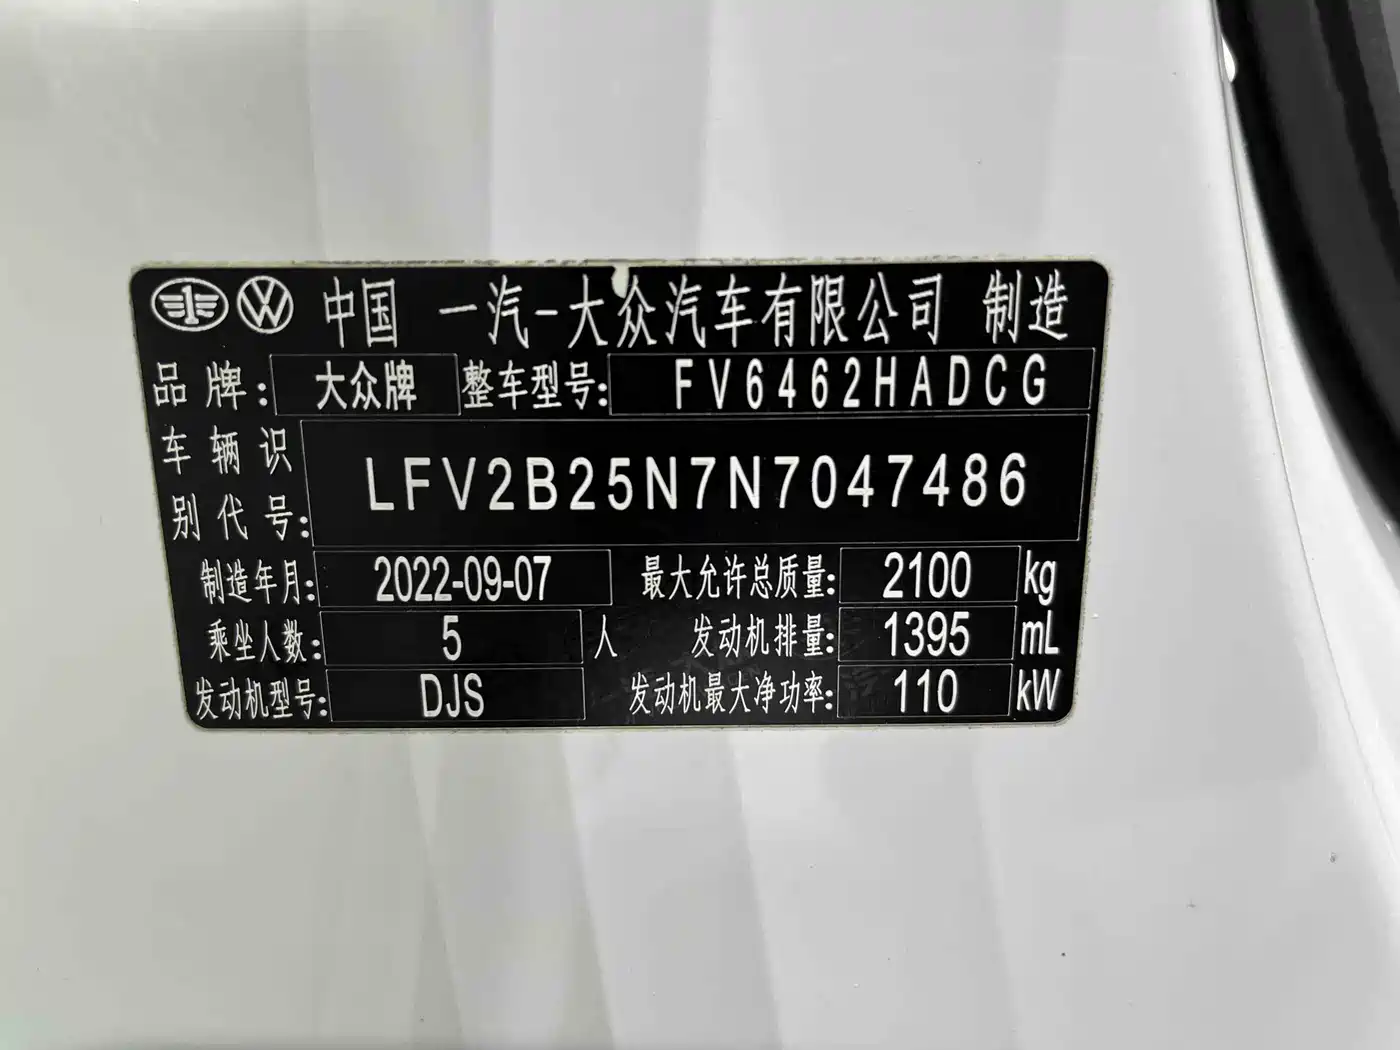 中国 一汽-大众汽车有限公司 制造
品牌: 大众牌 整车型号: FV6462HADCG
车辆识别代号: LFV2B25N7N7047486
制造年月: 2022-09-07 最大允许总质量: 2100 kg
乘坐人数: 5 人 发动机排量: 1395 mL
发动机型号: DJS 发动机最大净功率: 110 kW